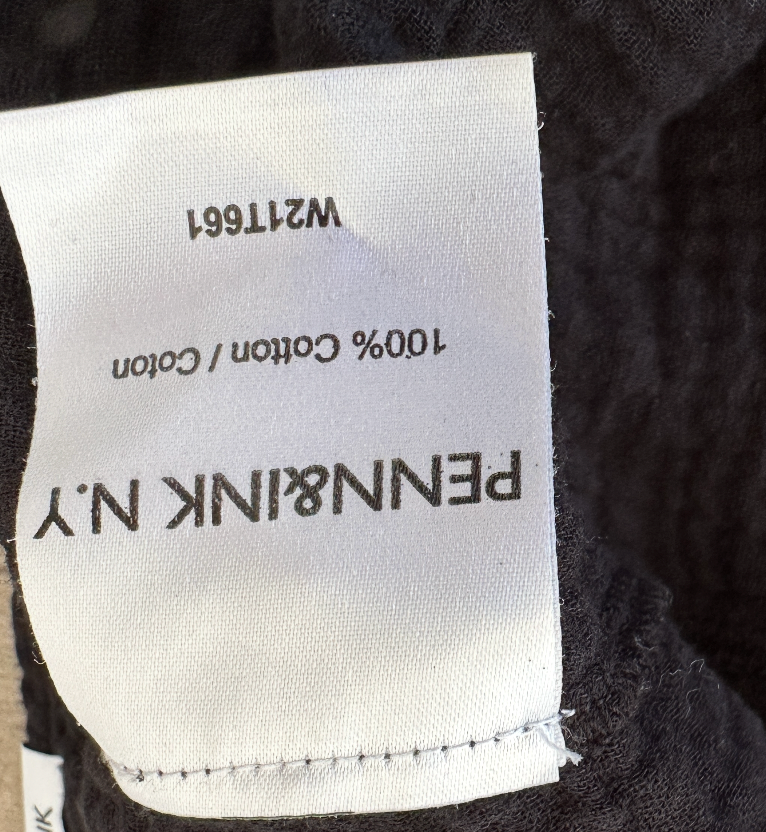 PENN&INK N.Y
100% Cotton / Coton
W21T661